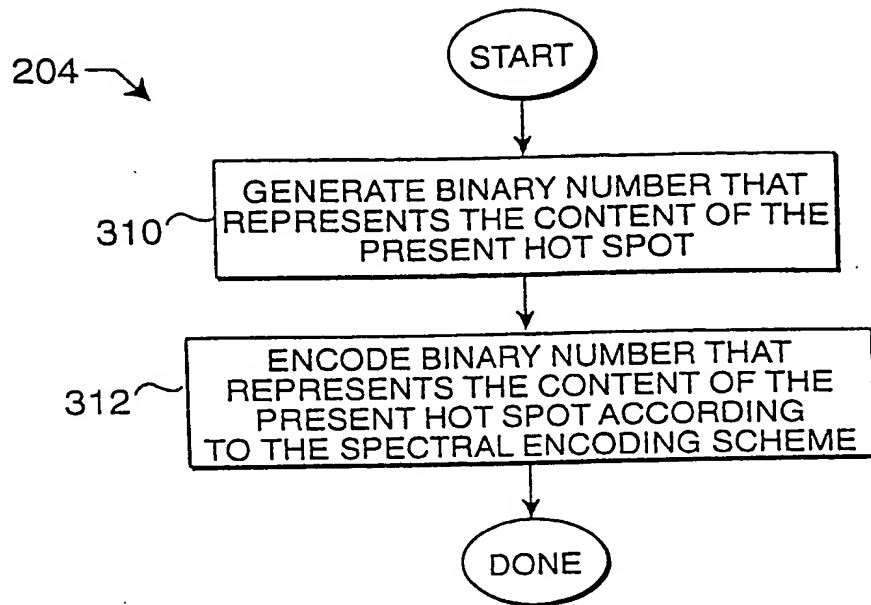 START
204
GENERATE BINARY NUMBER THAT
REPRESENTS THE CONTENT OF THE
PRESENT HOT SPOT
310
ENCODE BINARY NUMBER THAT
REPRESENTS THE CONTENT OF THE
PRESENT HOT SPOT ACCORDING
TO THE SPECTRAL ENCODING SCHEME
312
DONE